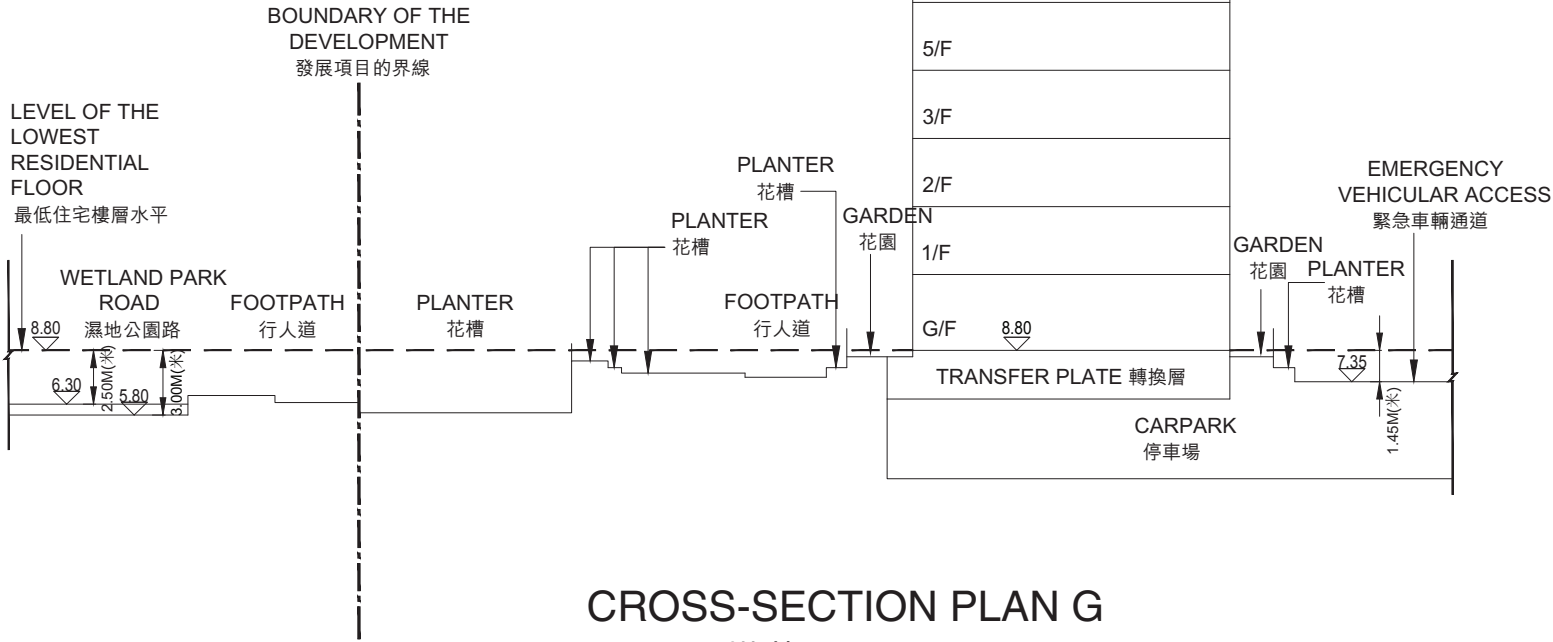 BOUNDARY OF THE
DEVELOPMENT
發展項目的界線
5/F
3/F
2/F
1/F
G/F
8.80
LEVEL OF THE
LOWEST
RESIDENTIAL
FLOOR
最低住宅樓層水平
WETLAND PARK
ROAD
濕地公園路
8.80
6.30
5.80
2.50M(米)
3.00M(米)
FOOTPATH
行人道
PLANTER
花槽
PLANTER
花槽
PLANTER
花槽
FOOTPATH
行人道
GARDEN
花園
TRANSFER PLATE 轉換層
CARPARK
停車場
GARDEN
花園
PLANTER
花槽
EMERGENCY
VEHICULAR ACCESS
緊急車輛通道
7.35
1.45M(米)
CROSS-SECTION PLAN G